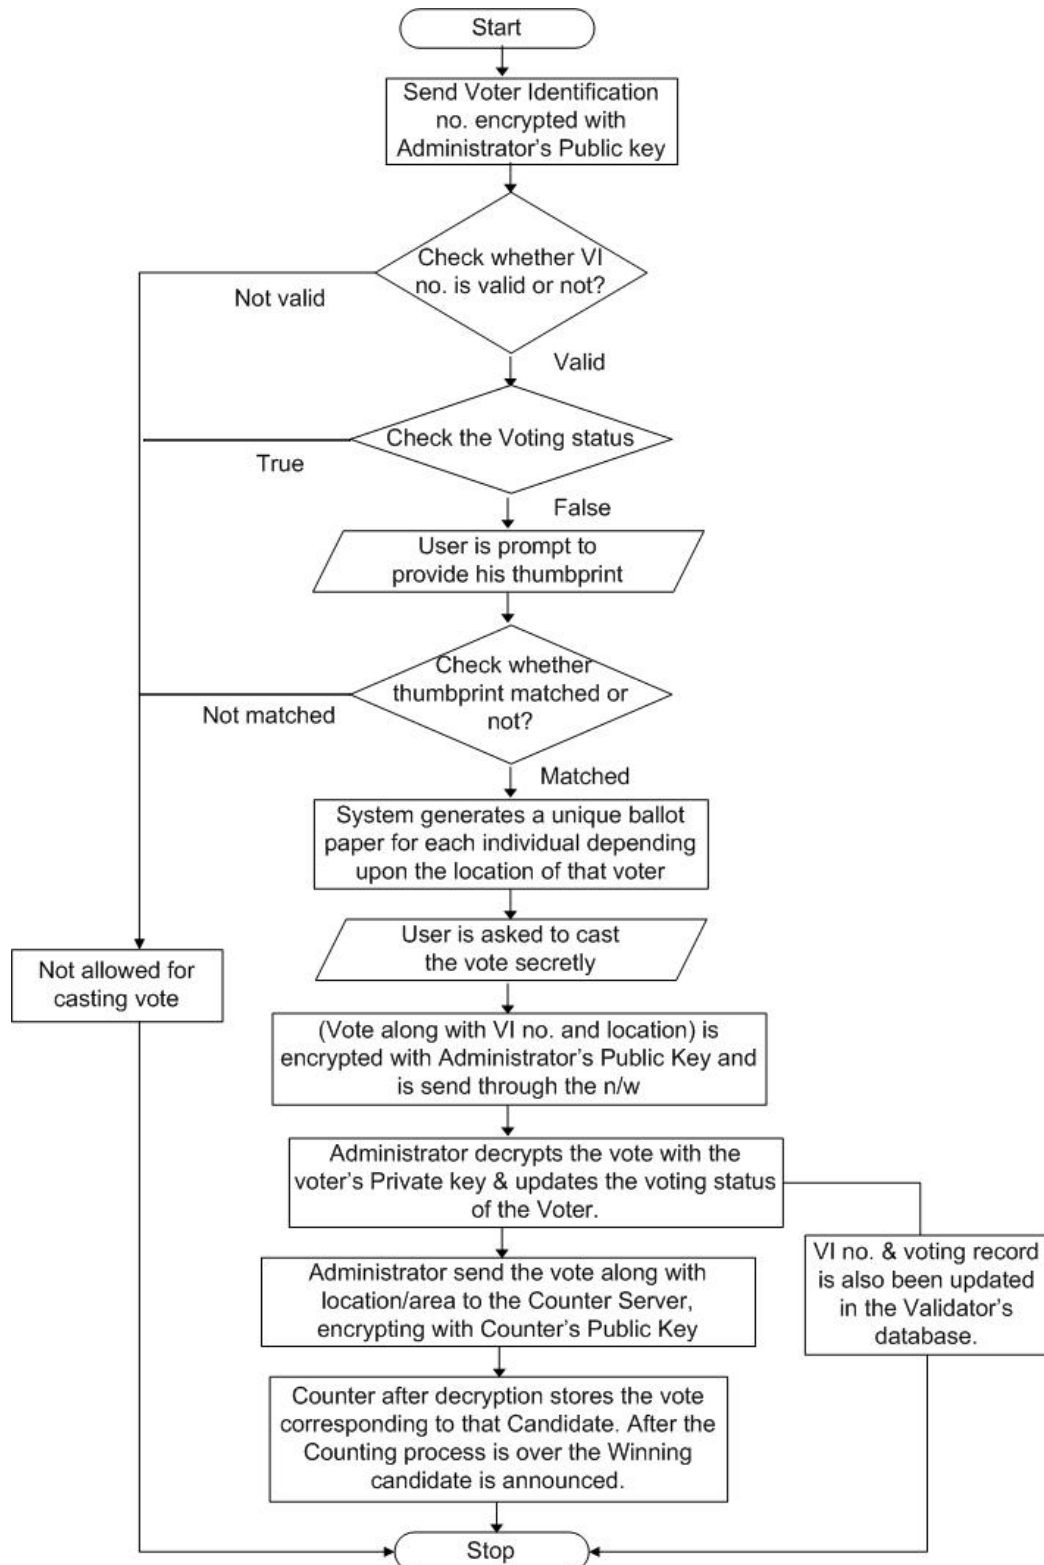 Start
Send Voter Identification
no. encrypted with
Administrator's Public key
Check whether VI
no. is valid or not?
Not valid
Valid
Check the Voting status
True
False
User is prompt to
provide his thumbprint
Check whether
thumbprint matched or
not?
Not matched
Matched
System generates a unique ballot
paper for each individual depending
upon the location of that voter
User is asked to cast
the vote secretly
Not allowed for
casting vote
(Vote along with VI no. and location) is
encrypted with Administrator's Public Key and
is send through the n/w
Administrator decrypts the vote with the
voter's Private key & updates the voting status
of the Voter.
VI no. & voting record
is also been updated
in the Validator's
database.
Administrator send the vote along with
location/area to the Counter Server,
encrypting with Counter's Public Key
Counter after decryption stores the vote
corresponding to that Candidate. After the
Counting process is over the Winning
candidate is announced.
Stop